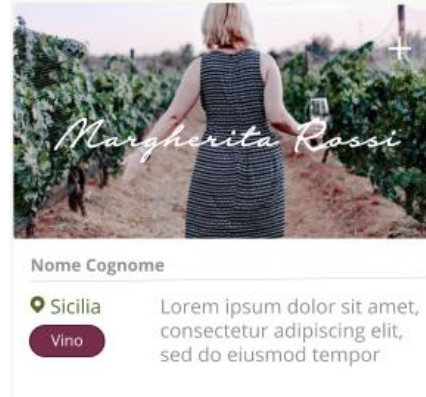 +
Margherita Rossi
Nome Cognome
Sicilia
Vino
Lorem ipsum dolor sit amet,
consectetur adipiscing elit,
sed do eiusmod tempor